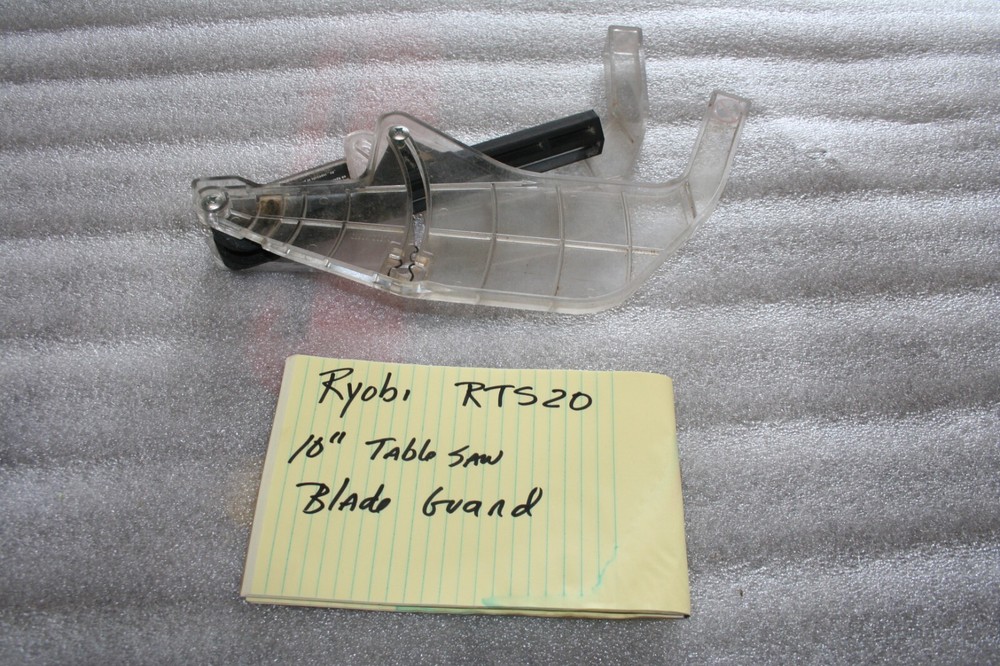 Ryobi RTS20
10" Table Saw
Blade Guard